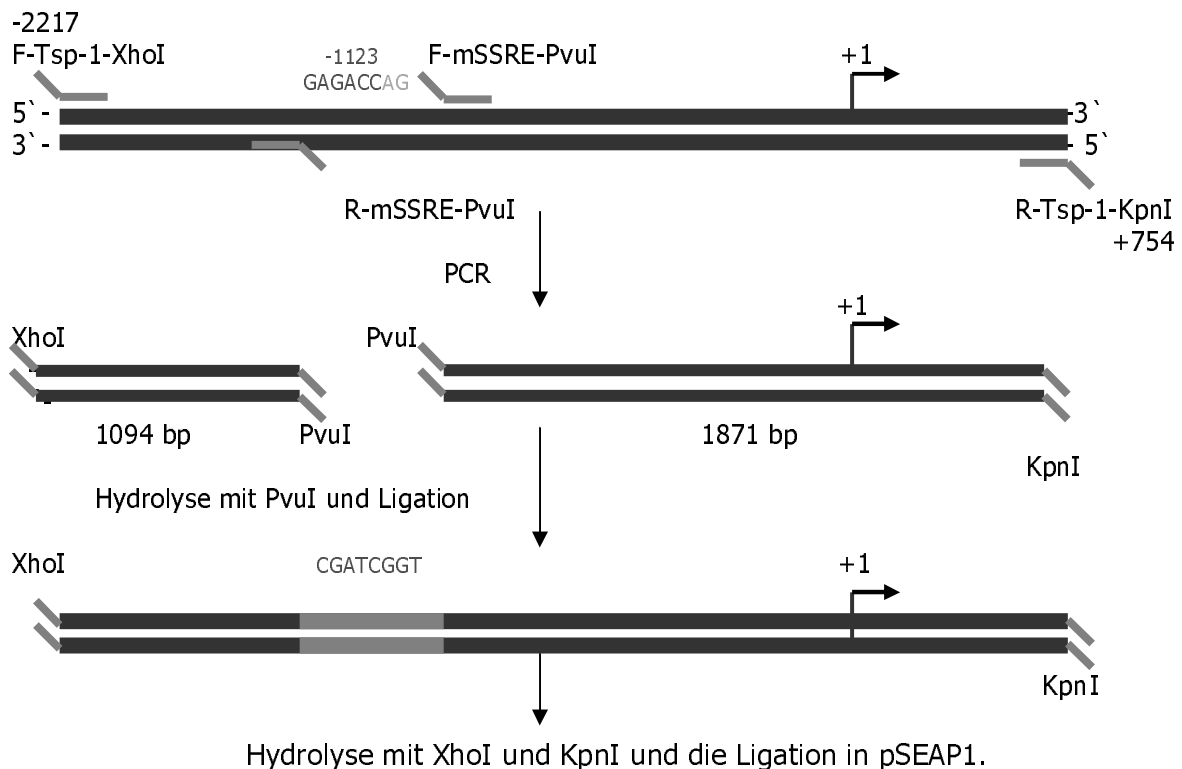 -2217
F-Tsp-1-XhoI
-1123
GAGACCAG
F-mSSRE-PvuI
+1
5` -
-3`
3` -
- 5`
R-mSSRE-PvuI
R-Tsp-1-KpnI
+754
PCR
XhoI
PvuI
+1
1094 bp
PvuI
1871 bp
KpnI
Hydrolyse mit PvuI und Ligation
XhoI
CGATCGGT
+1
KpnI
Hydrolyse mit XhoI und KpnI und die Ligation in pSEAP1.